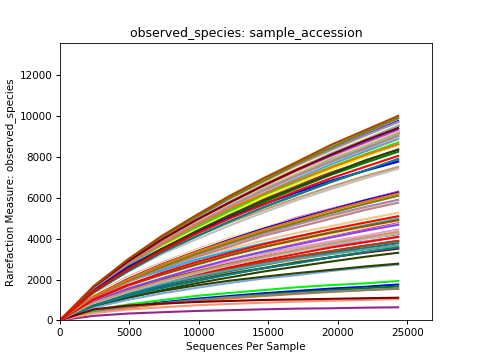 observed_species: sample_accession
12000
10000
8000
6000
4000
2000
0
Rarefaction Measure: observed_species
0 5000 10000 15000 20000 25000
Sequences Per Sample